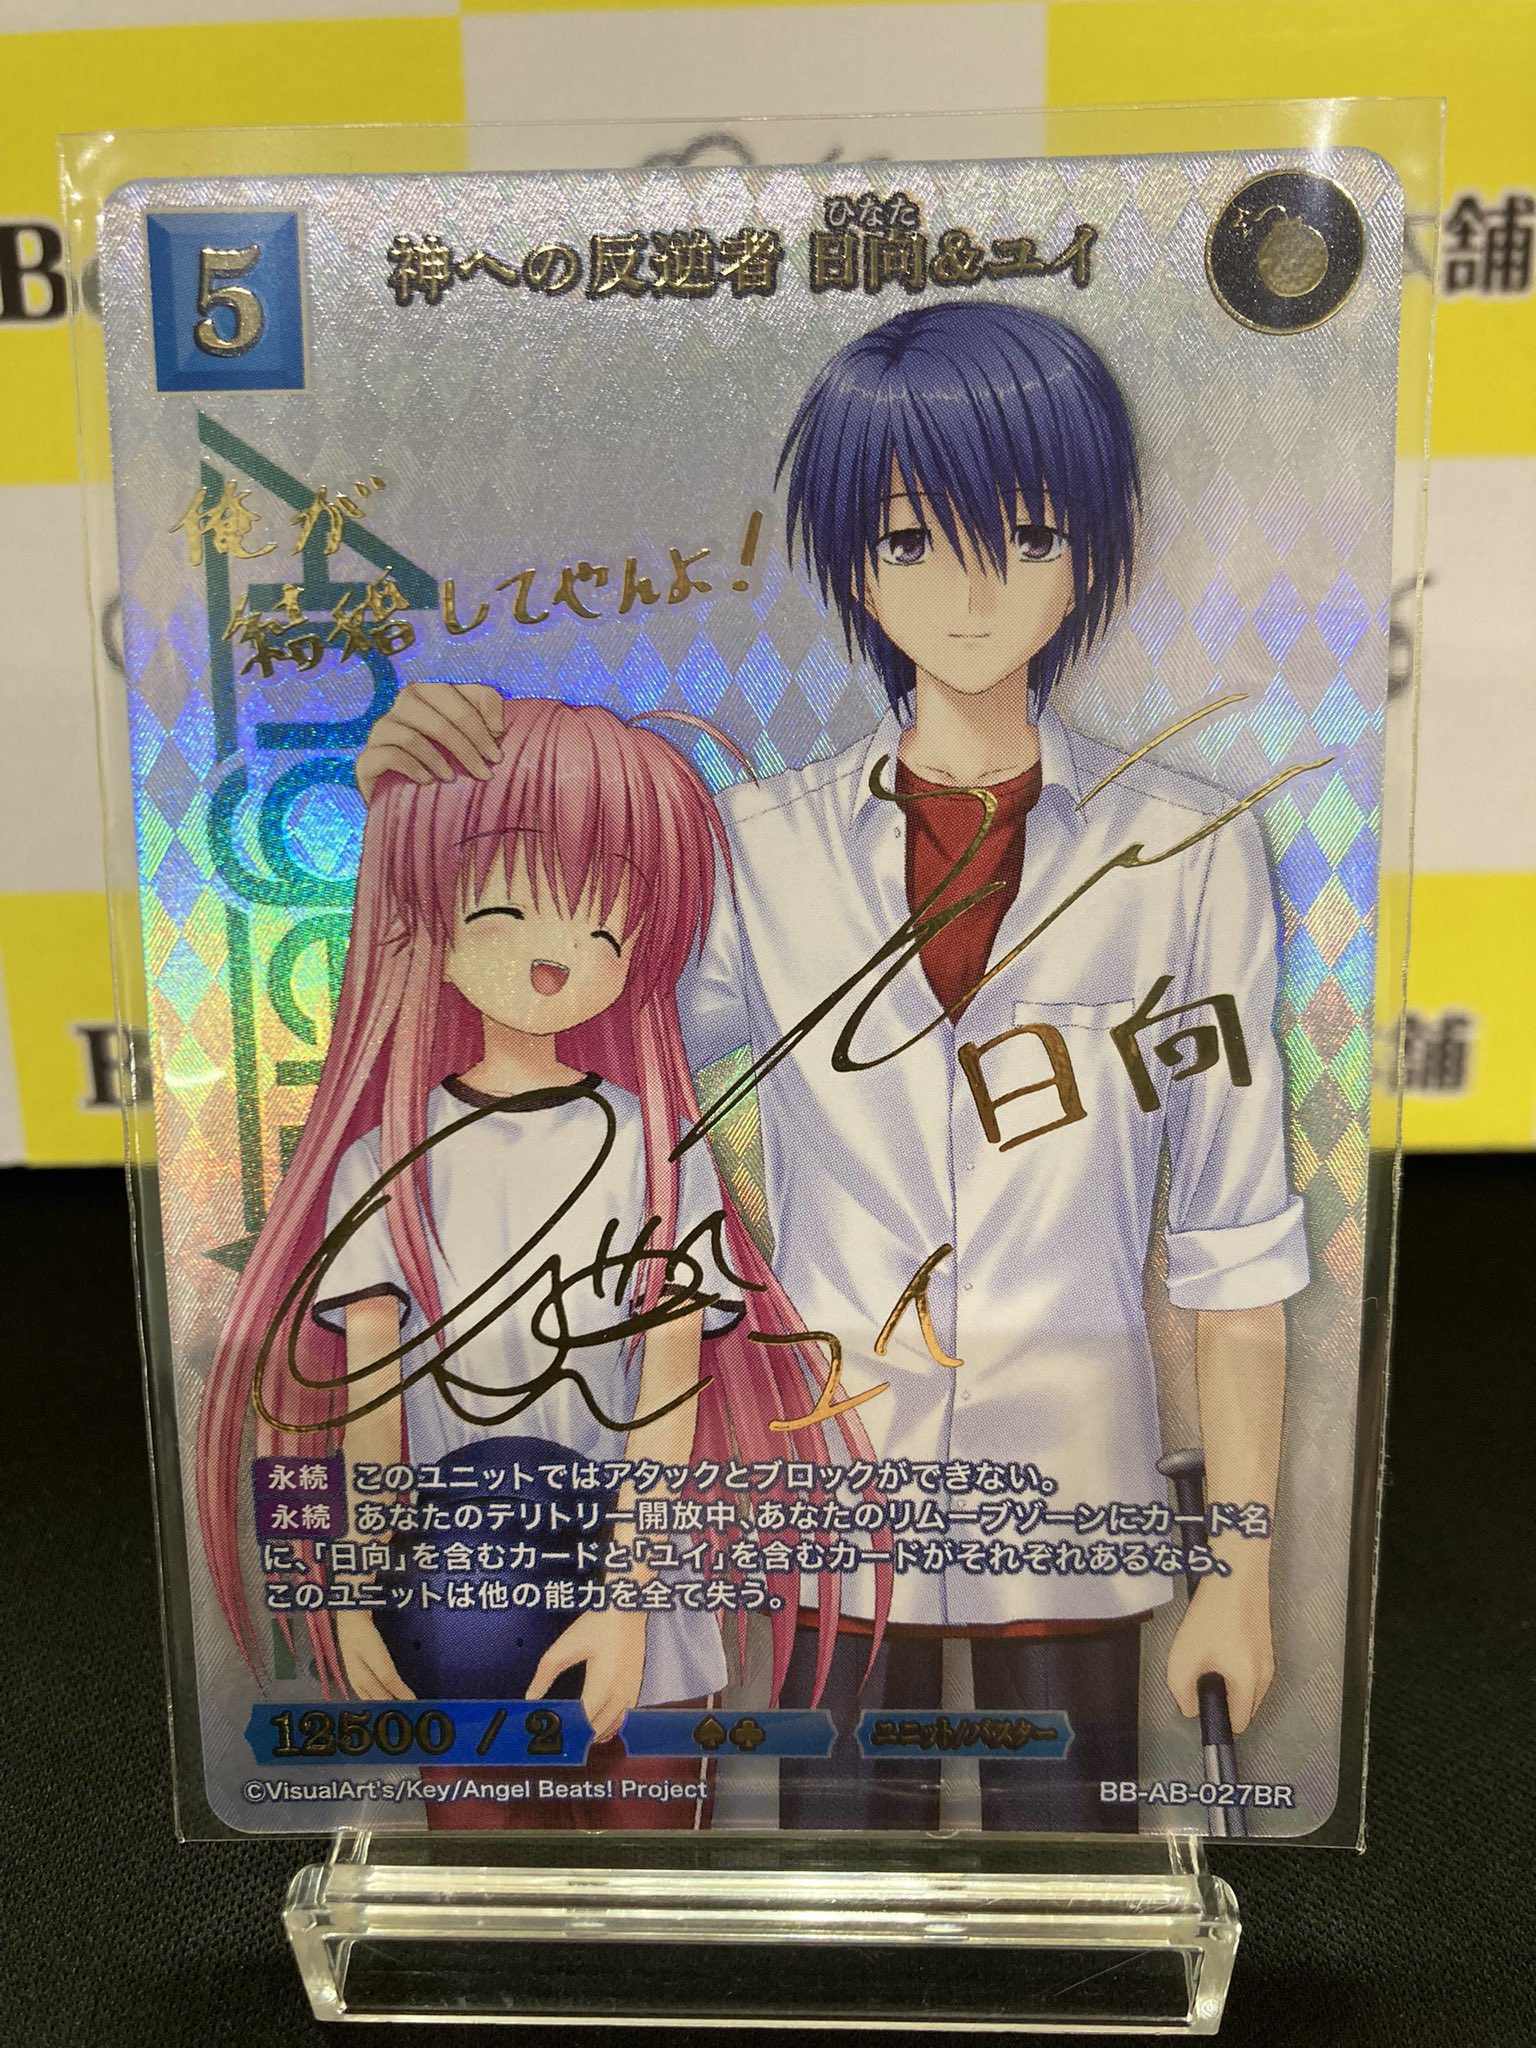 5
ひなた
神への反逆者 日向&ユイ
俺が
結婚してやんよ!
Angel Beats!
日向
ユイ
永続 このユニットではアタックとブロックができない。
永続 あなたのテリトリー開放中、あなたのリムーブゾーンにカード名
に、「日向」を含むカードと「ユイ」を含むカードがそれぞれあるなら、
このユニットは他の能力を全て失う。
12500 / 2 ♠♣ ユニット/バスター
©VisualArt's/Key/Angel Beats! Project BB-AB-027BR